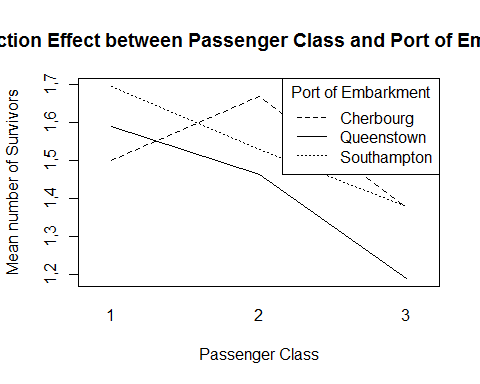 ction Effect between Passenger Class and Port of Em
Mean number of Survivors
1,7
1,6
1,5
1,4
1,3
1,2
Port of Embarkment
Cherbourg
Queenstown
Southampton
1 2 3
Passenger Class